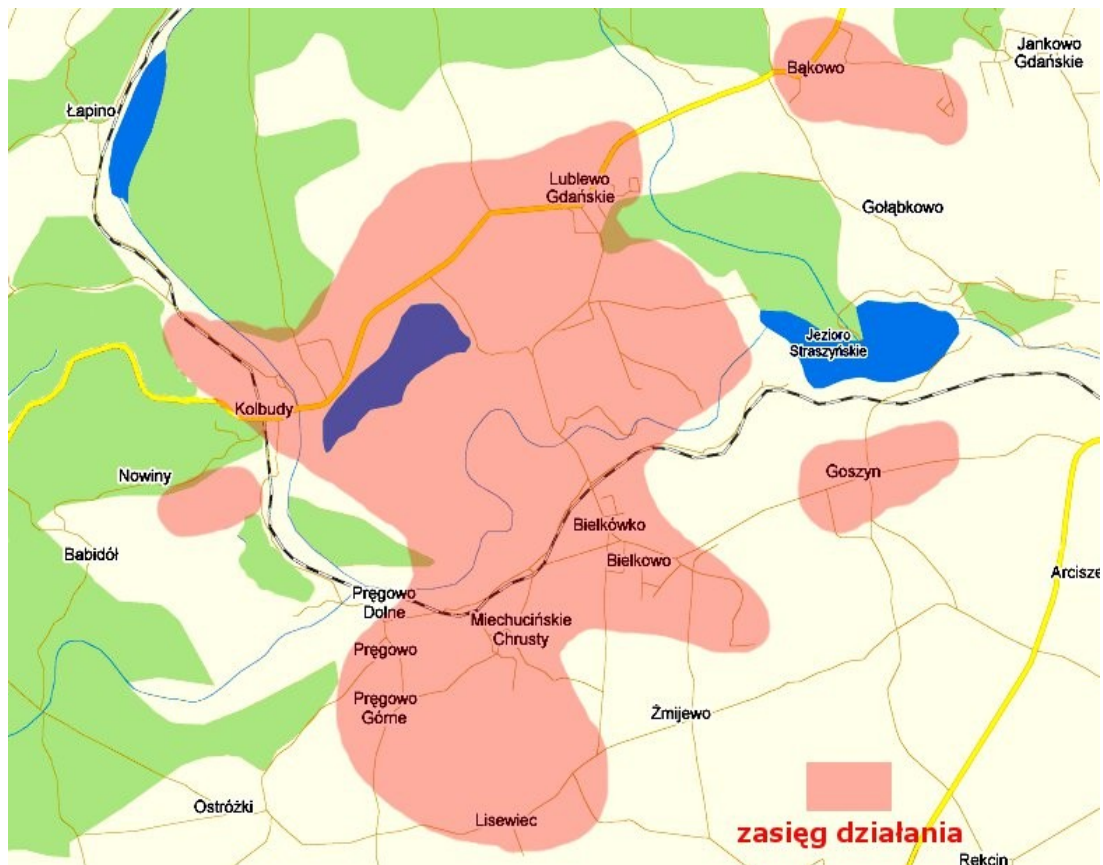 Jankowo
Gdańskie
Bąkowo
Łapino
Lublewo
Gdańskie
Gołąbkowo
Jezioro
Straszyńskie
Kolbudy
Nowiny
Goszyn
Bielkówko
Babidół
Bielkowo
Arcisze
Pręgowo
Dolne
Miechucińskie
Chrusty
Pręgowo
Pręgowo
Górne
Żmijewo
Ostróżki
Lisewiec
zasięg działania
Rękcin